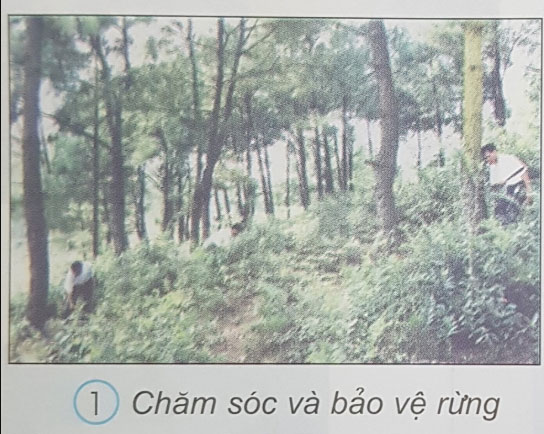 1 Chăm sóc và bảo vệ rừng